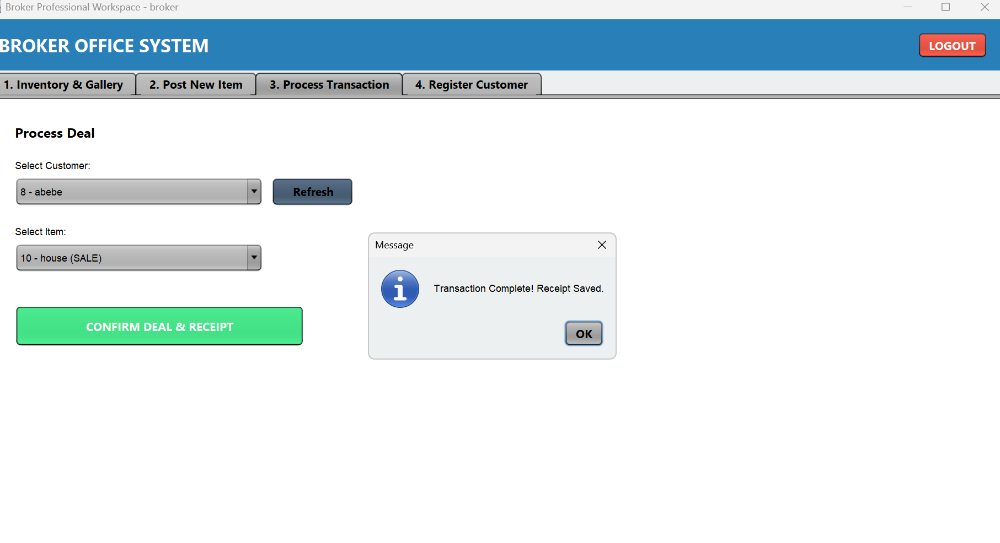 Broker Professional Workspace - broker
BROKER OFFICE SYSTEM
LOGOUT
1. Inventory & Gallery
2. Post New Item
3. Process Transaction
4. Register Customer
Process Deal
Select Customer:
8 - abebe
Refresh
Select Item:
10 - house (SALE)
CONFIRM DEAL & RECEIPT
Message
Transaction Complete! Receipt Saved.
OK